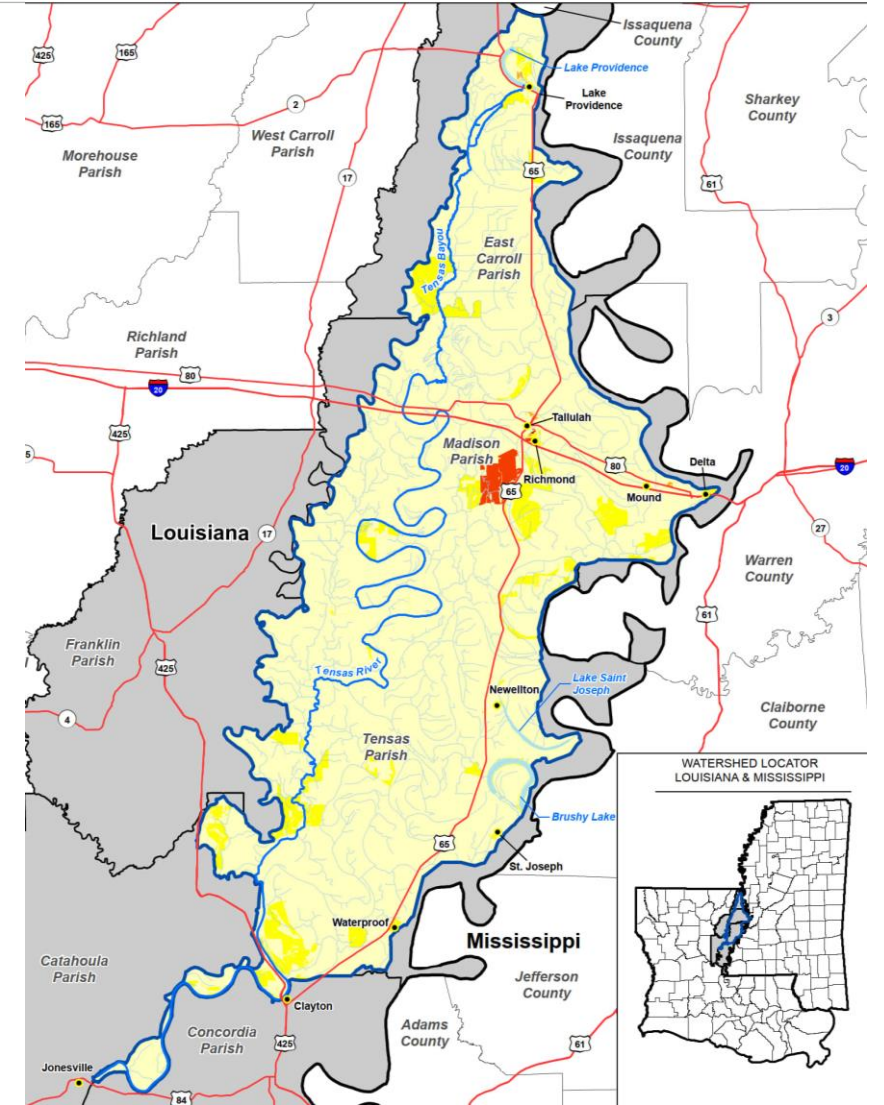 Issaquena
County
425
165
Lake Providence
Lake
Providence
2
165
West Carroll
Parish
Morehouse
Parish
17
Issaquena
County
Sharkey
County
65
61
East
Carroll
Parish
Tensas Bayou
3
Richland
Parish
80
20
425
Tallulah
Madison
Parish
Richmond
80
Delta
20
Mound
65
Louisiana
17
27
Warren
County
61
Franklin
Parish
425
Tensas River
4
Newellton
Lake Saint
Joseph
Claiborne
County
Tensas
Parish
Brushy Lake
65
St. Joseph
Waterproof
Mississippi
Jefferson
County
Catahoula
Parish
Clayton
Concordia
Parish
Adams
County
425
61
Jonesville
84
WATERSHED LOCATOR
LOUISIANA & MISSISSIPPI